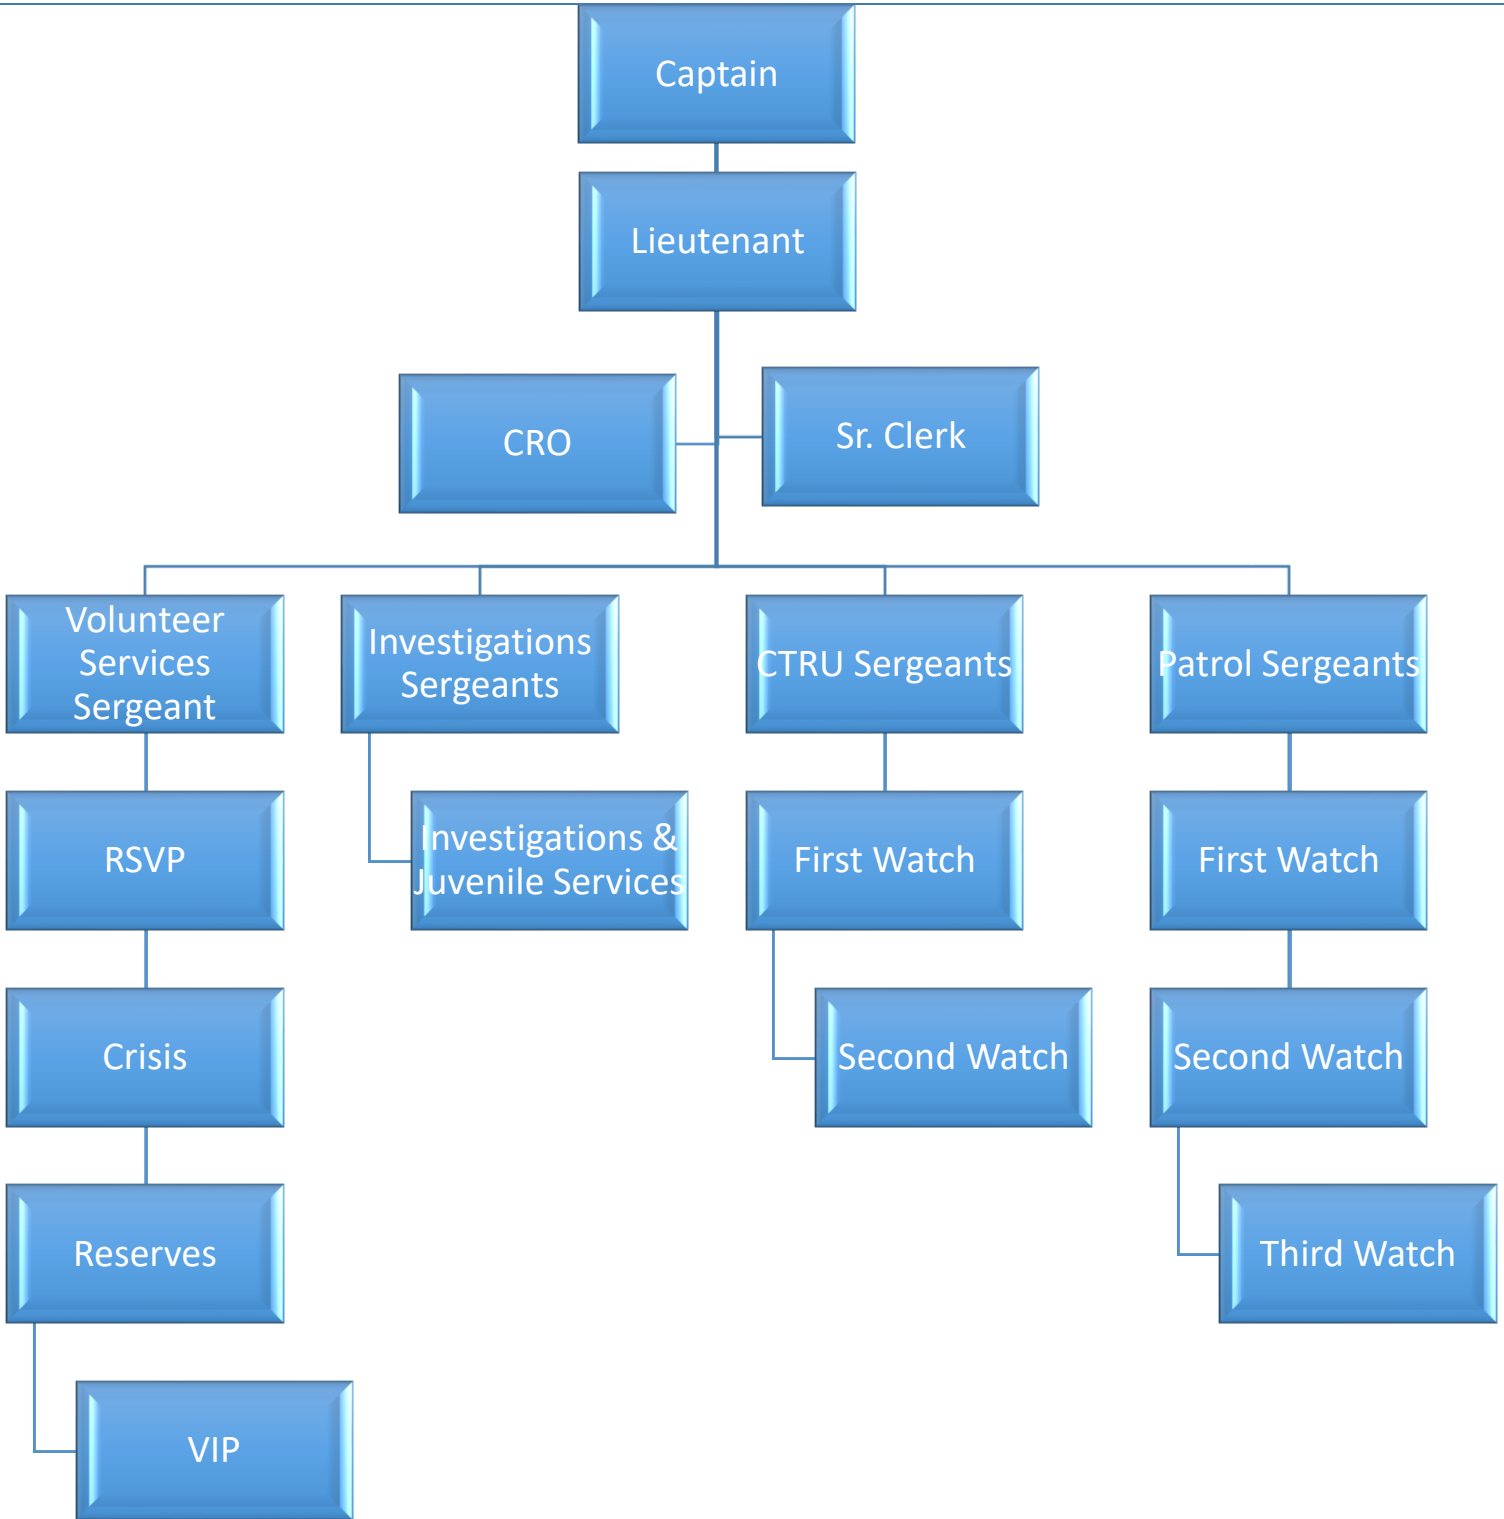 Captain
Lieutenant
CRO
Sr. Clerk
Volunteer
Services
Sergeant
Investigations
Sergeants
CTRU Sergeants
Patrol Sergeants
RSVP
Investigations &
Juvenile Services
First Watch
First Watch
Crisis
Second Watch
Second Watch
Reserves
Third Watch
VIP